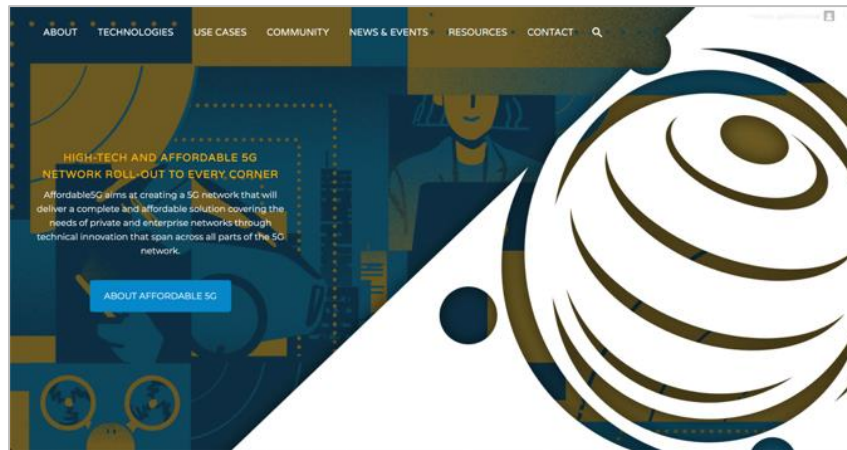 ABOUT TECHNOLOGIES USE CASES COMMUNITY NEWS & EVENTS RESOURCES CONTACT
HIGH-TECH AND AFFORDABLE 5G
NETWORK ROLL-OUT TO EVERY CORNER
Affordable5G aims at creating a 5G network that will
deliver a complete and affordable solution covering the
needs of private and enterprise networks through
technical innovation that span across all parts of the 5G
network.
ABOUT AFFORDABLE 5G